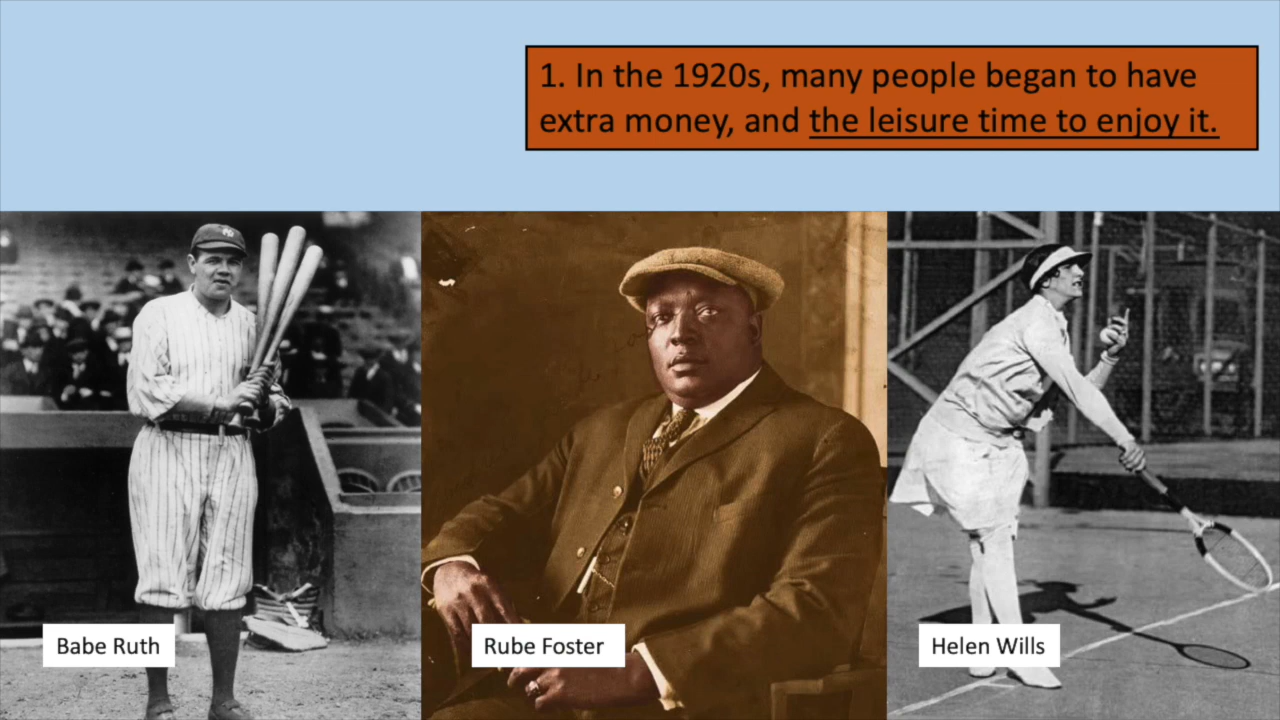 1. In the 1920s, many people began to have
extra money, and the leisure time to enjoy it.
Babe Ruth
Rube Foster
Helen Wills